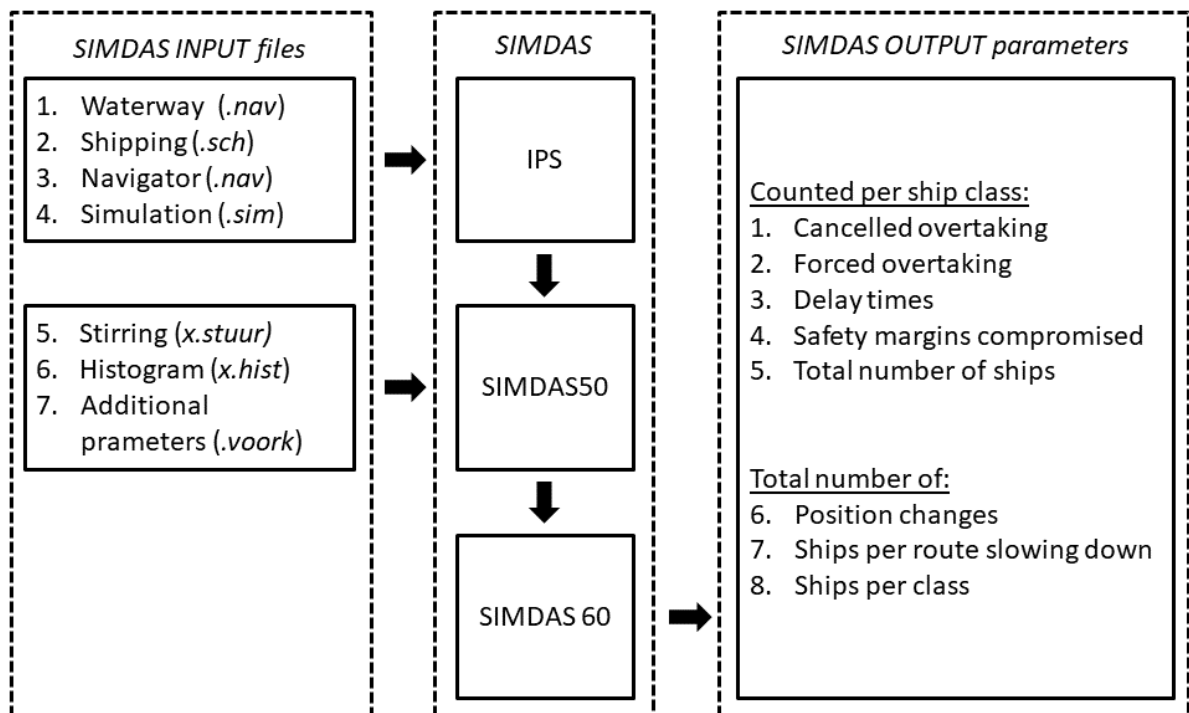 SIMDAS INPUT files
1. Waterway (.nav)
2. Shipping (.sch)
3. Navigator (.nav)
4. Simulation (.sim)
5. Stirring (x.stuur)
6. Histogram (x.hist)
7. Additional
prameters (.voork)
SIMDAS
IPS
SIMDAS50
SIMDAS 60
SIMDAS OUTPUT parameters
Counted per ship class:
1. Cancelled overtaking
2. Forced overtaking
3. Delay times
4. Safety margins compromised
5. Total number of ships
Total number of:
6. Position changes
7. Ships per route slowing down
8. Ships per class